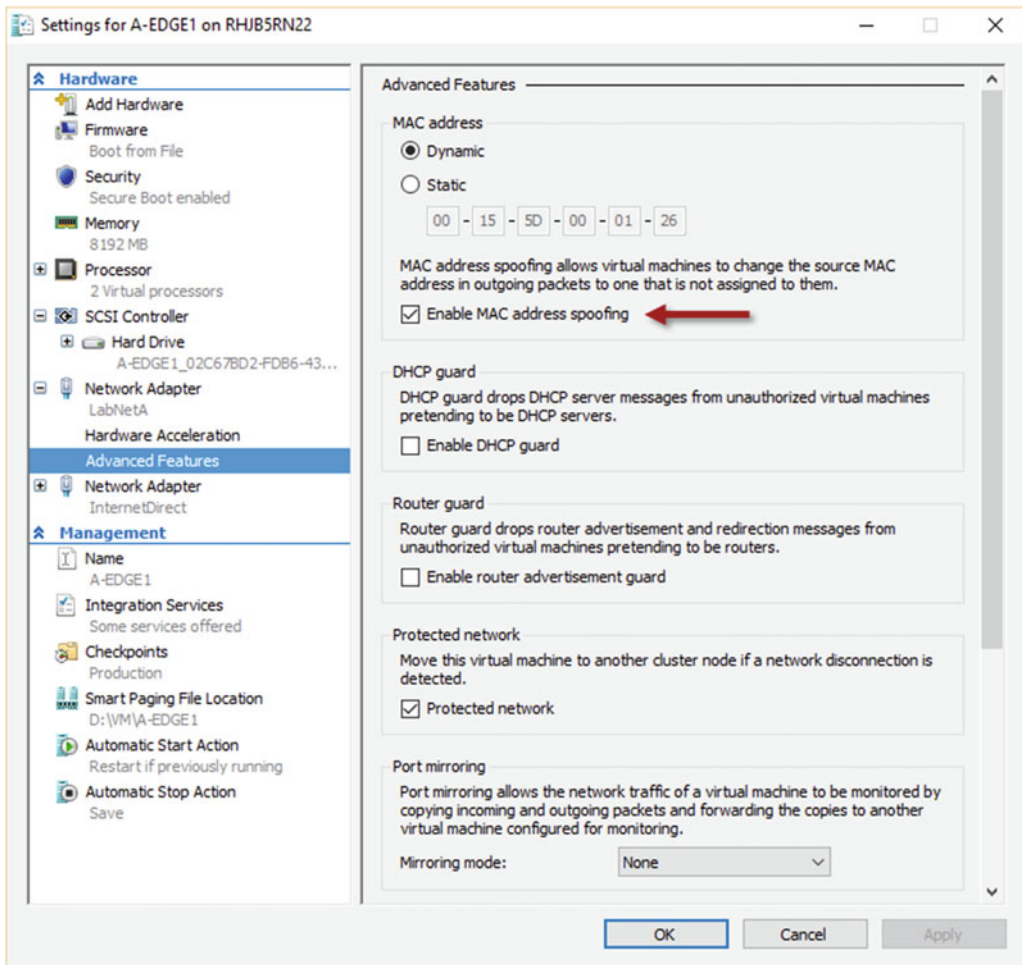 Settings for A-EDGE1 on RHJB5RN22
Hardware
Add Hardware
Firmware
Boot from File
Security
Secure Boot enabled
Memory
8192 MB
Processor
2 Virtual processors
SCSI Controller
Hard Drive
A-EDGE1_02C67BD2-FDB6-43...
Network Adapter
LabNetA
Hardware Acceleration
Advanced Features
Network Adapter
InternetDirect
Management
Name
A-EDGE1
Integration Services
Some services offered
Checkpoints
Production
Smart Paging File Location
D:\VM\A-EDGE1
Automatic Start Action
Restart if previously running
Automatic Stop Action
Save
Advanced Features
MAC address
Dynamic
Static
00 - 15 - 5D - 00 - 01 - 26
MAC address spoofing allows virtual machines to change the source MAC
address in outgoing packets to one that is not assigned to them.
Enable MAC address spoofing
DHCP guard
DHCP guard drops DHCP server messages from unauthorized virtual machines
pretending to be DHCP servers.
Enable DHCP guard
Router guard
Router guard drops router advertisement and redirection messages from
unauthorized virtual machines pretending to be routers.
Enable router advertisement guard
Protected network
Move this virtual machine to another cluster node if a network disconnection is
detected.
Protected network
Port mirroring
Port mirroring allows the network traffic of a virtual machine to be monitored by
copying incoming and outgoing packets and forwarding the copies to another
virtual machine configured for monitoring.
Mirroring mode: None
OK Cancel Apply